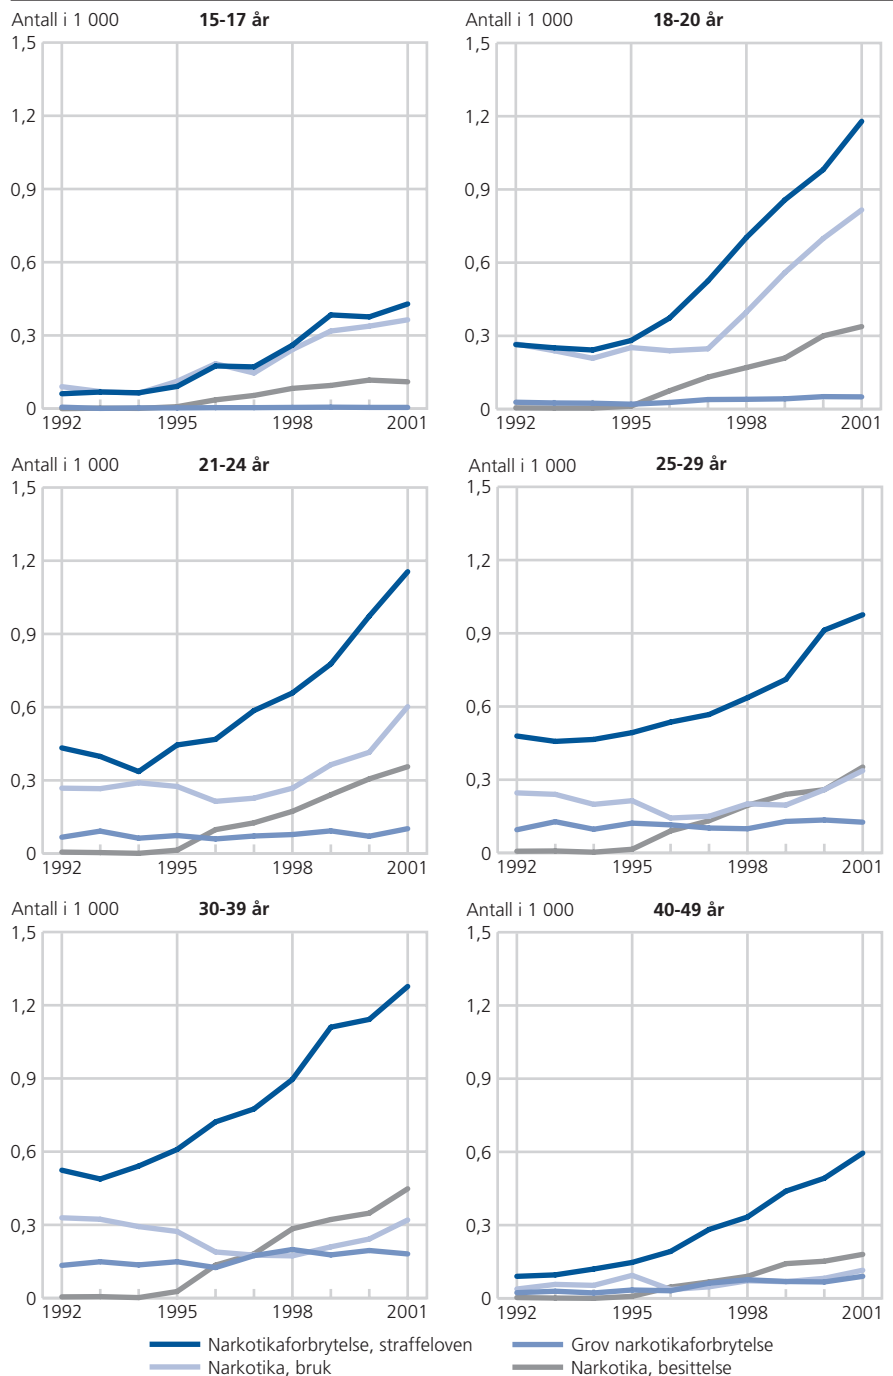 Antall i 1 000 15-17 år
1,5
1,2
0,9
0,6
0,3
0
1992 1995 1998 2001
Antall i 1 000 18-20 år
1,5
1,2
0,9
0,6
0,3
0
1992 1995 1998 2001
Antall i 1 000 21-24 år
1,5
1,2
0,9
0,6
0,3
0
1992 1995 1998 2001
Antall i 1 000 25-29 år
1,5
1,2
0,9
0,6
0,3
0
1992 1995 1998 2001
Antall i 1 000 30-39 år
1,5
1,2
0,9
0,6
0,3
0
1992 1995 1998 2001
Antall i 1 000 40-49 år
1,5
1,2
0,9
0,6
0,3
0
1992 1995 1998 2001
Narkotikaforbrytelse, straffeloven
Narkotika, bruk
Grov narkotikaforbrytelse
Narkotika, besittelse